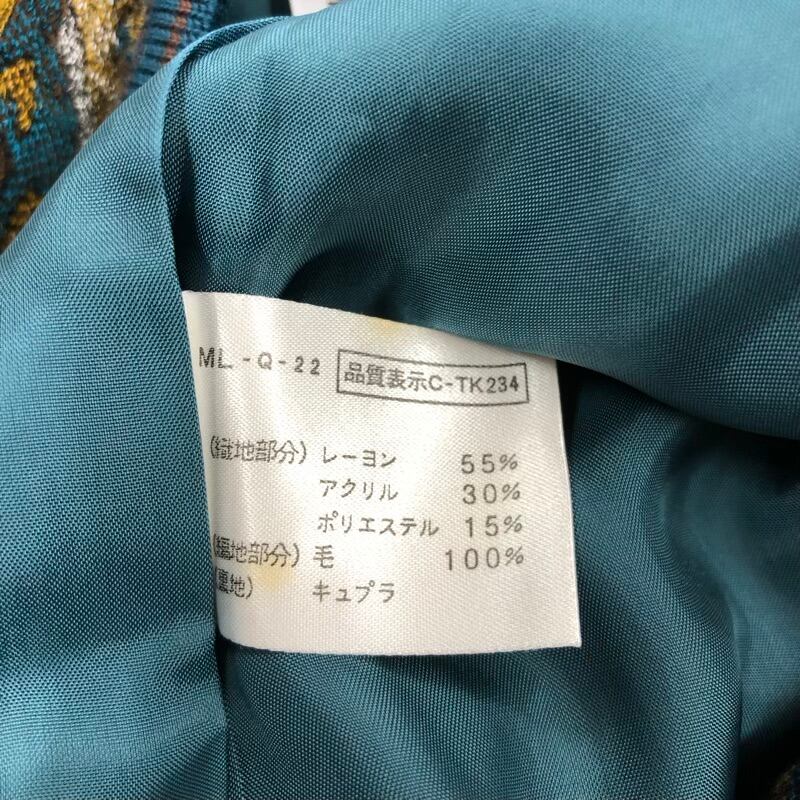 ML-Q-22 品質表示C-TK234
(織地部分) レーヨン 55%
アクリル 30%
ポリエステル 15%
(編地部分) 毛 100%
(裏地) キュプラ